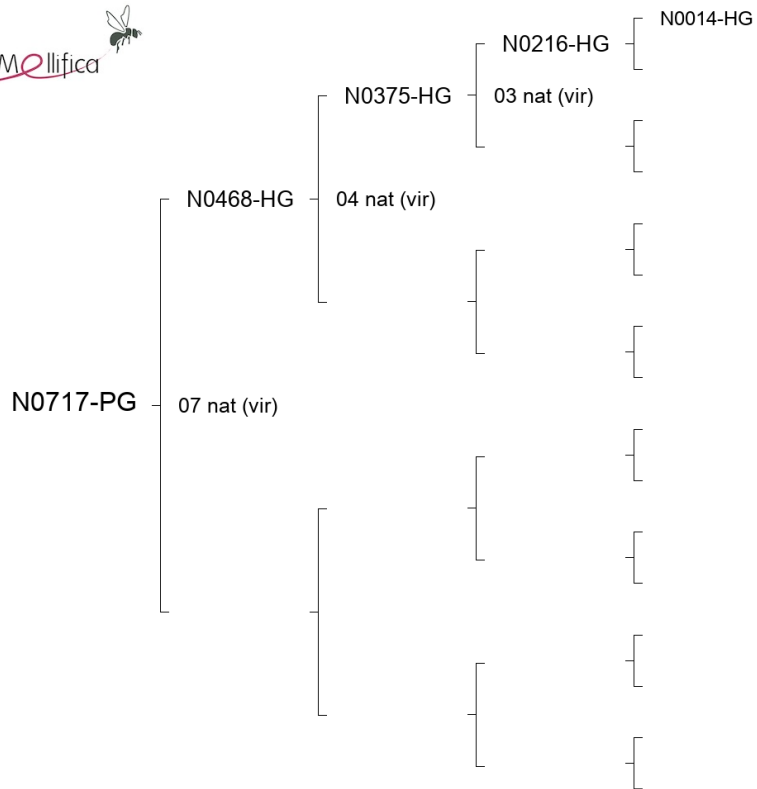 Mellifica
N0014-HG
N0216-HG
N0375-HG
03 nat (vir)
N0468-HG
04 nat (vir)
N0717-PG
07 nat (vir)